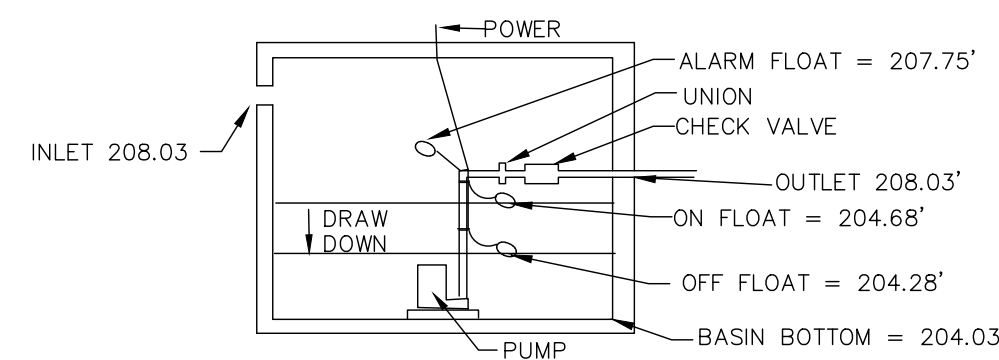 POWER
ALARM FLOAT = 207.75'
UNION
CHECK VALVE
INLET 208.03
OUTLET 208.03'
ON FLOAT = 204.68'
DRAW
DOWN
OFF FLOAT = 204.28'
BASIN BOTTOM = 204.03
PUMP